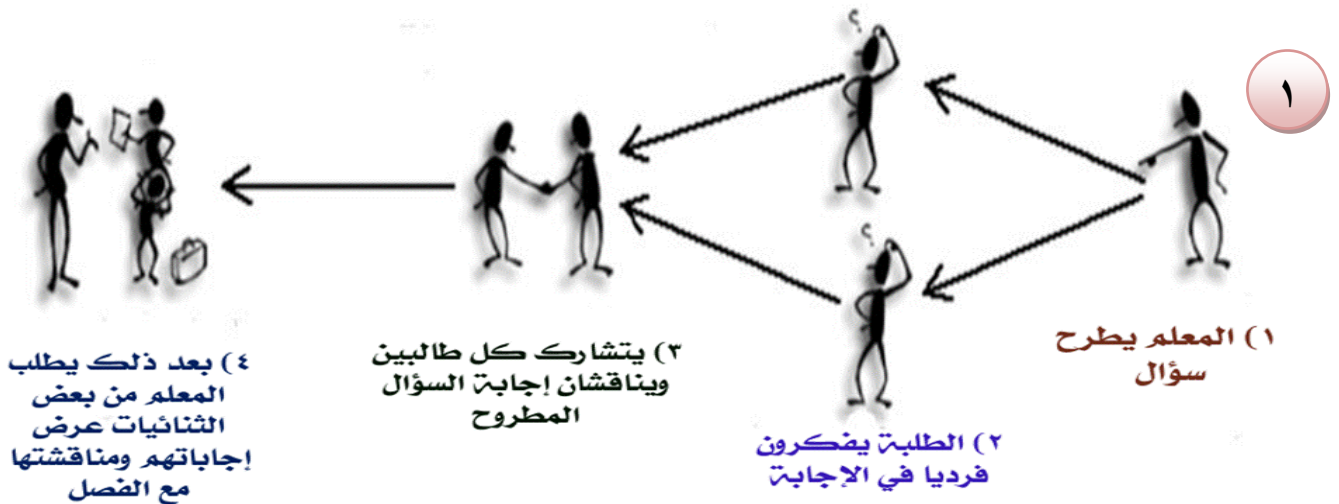 ١
١) المعلم يطرح
سؤال
٢) الطلبة يفكرون
فرديا في الإجابة
٣) يتشارك كل طالبين
ويناقشان إجابة السؤال
المطروح
٤) بعد ذلك يطلب
المعلم من بعض
الثنائيات عرض
إجاباتهم ومناقشتها
مع الفصل